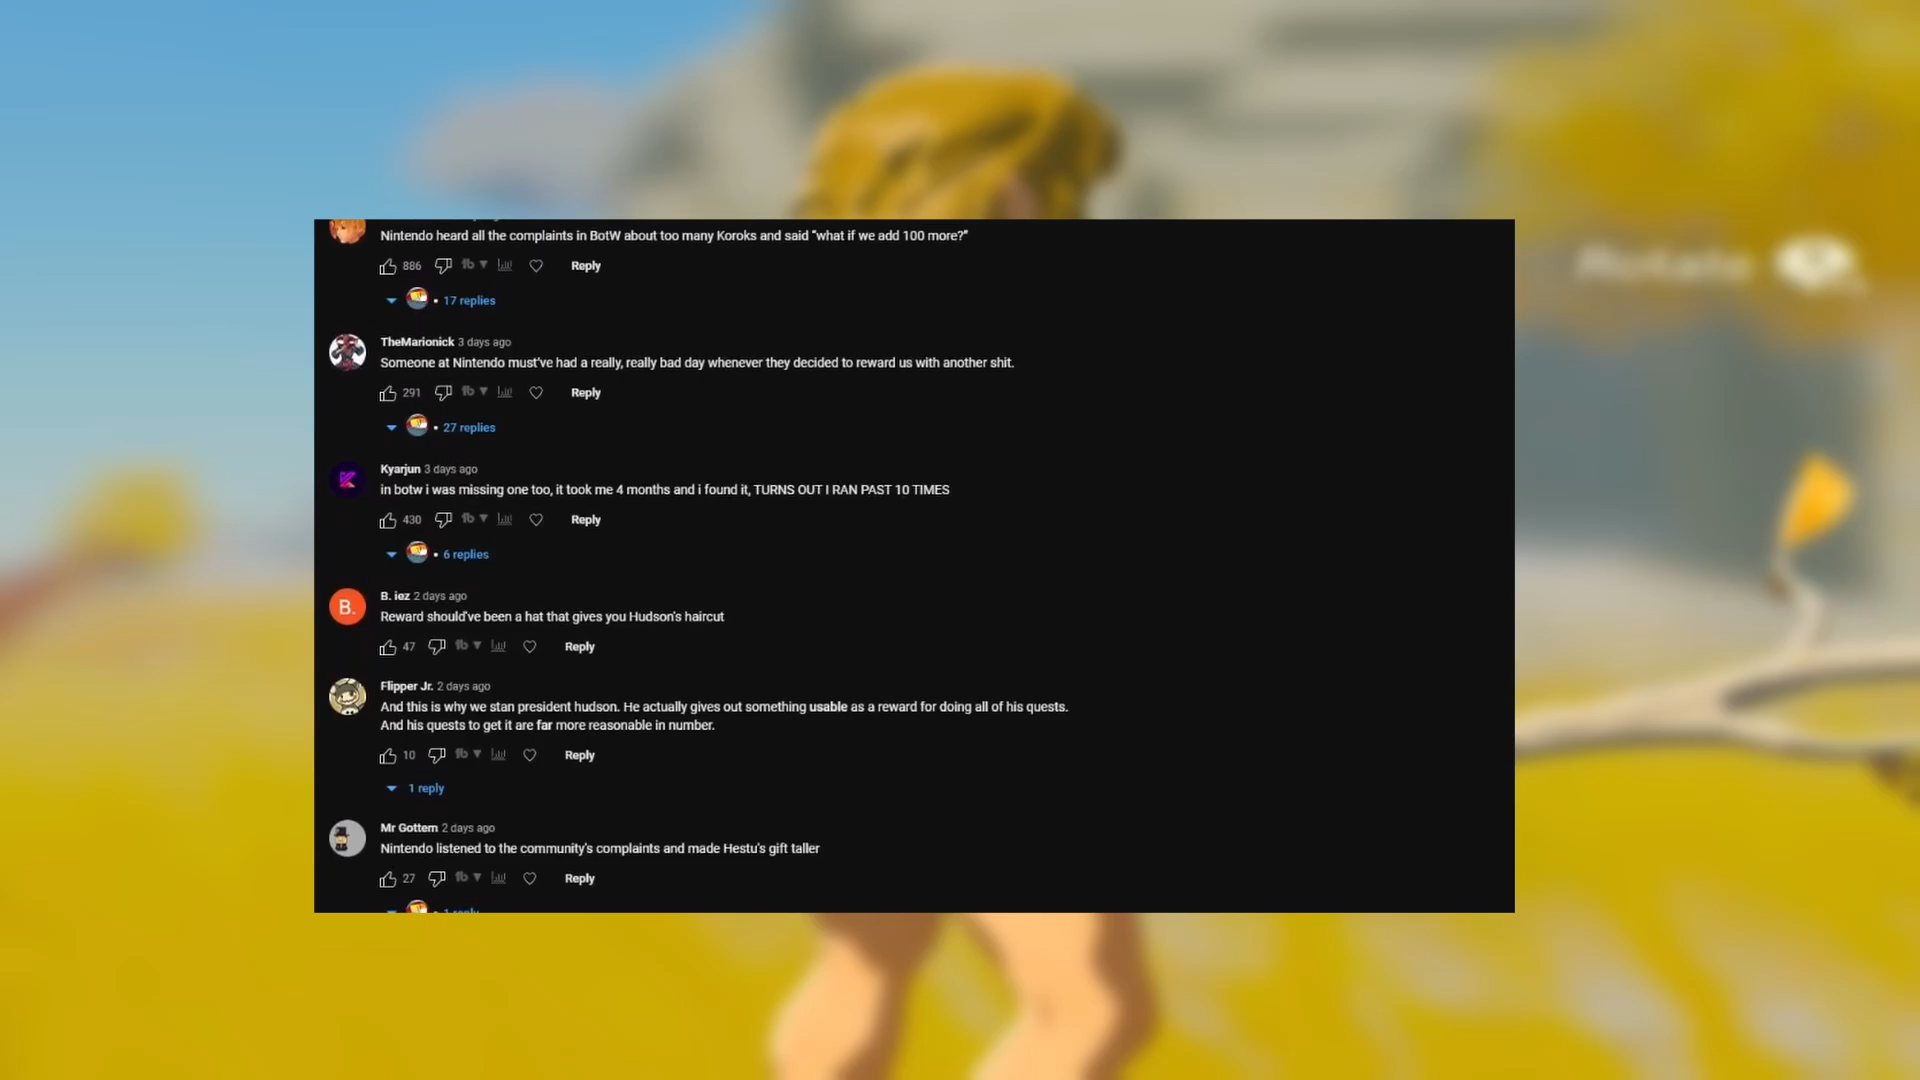 Rotate
Nintendo heard all the complaints in BotW about too many Koroks and said “what if we add 100 more?”
886 Reply
• 17 replies
TheMarionick 3 days ago
Someone at Nintendo must've had a really, really bad day whenever they decided to reward us with another shit.
291 Reply
• 27 replies
Kyarjun 3 days ago
in botw i was missing one too, it took me 4 months and i found it, TURNS OUT I RAN PAST 10 TIMES
430 Reply
• 6 replies
B.
B. iez 2 days ago
Reward should've been a hat that gives you Hudson's haircut
47 Reply
Flipper Jr. 2 days ago
And this is why we stan president hudson. He actually gives out something usable as a reward for doing all of his quests.
And his quests to get it are far more reasonable in number.
10 Reply
1 reply
Mr Gottem 2 days ago
Nintendo listened to the community's complaints and made Hestu's gift taller
27 Reply
• 1 reply